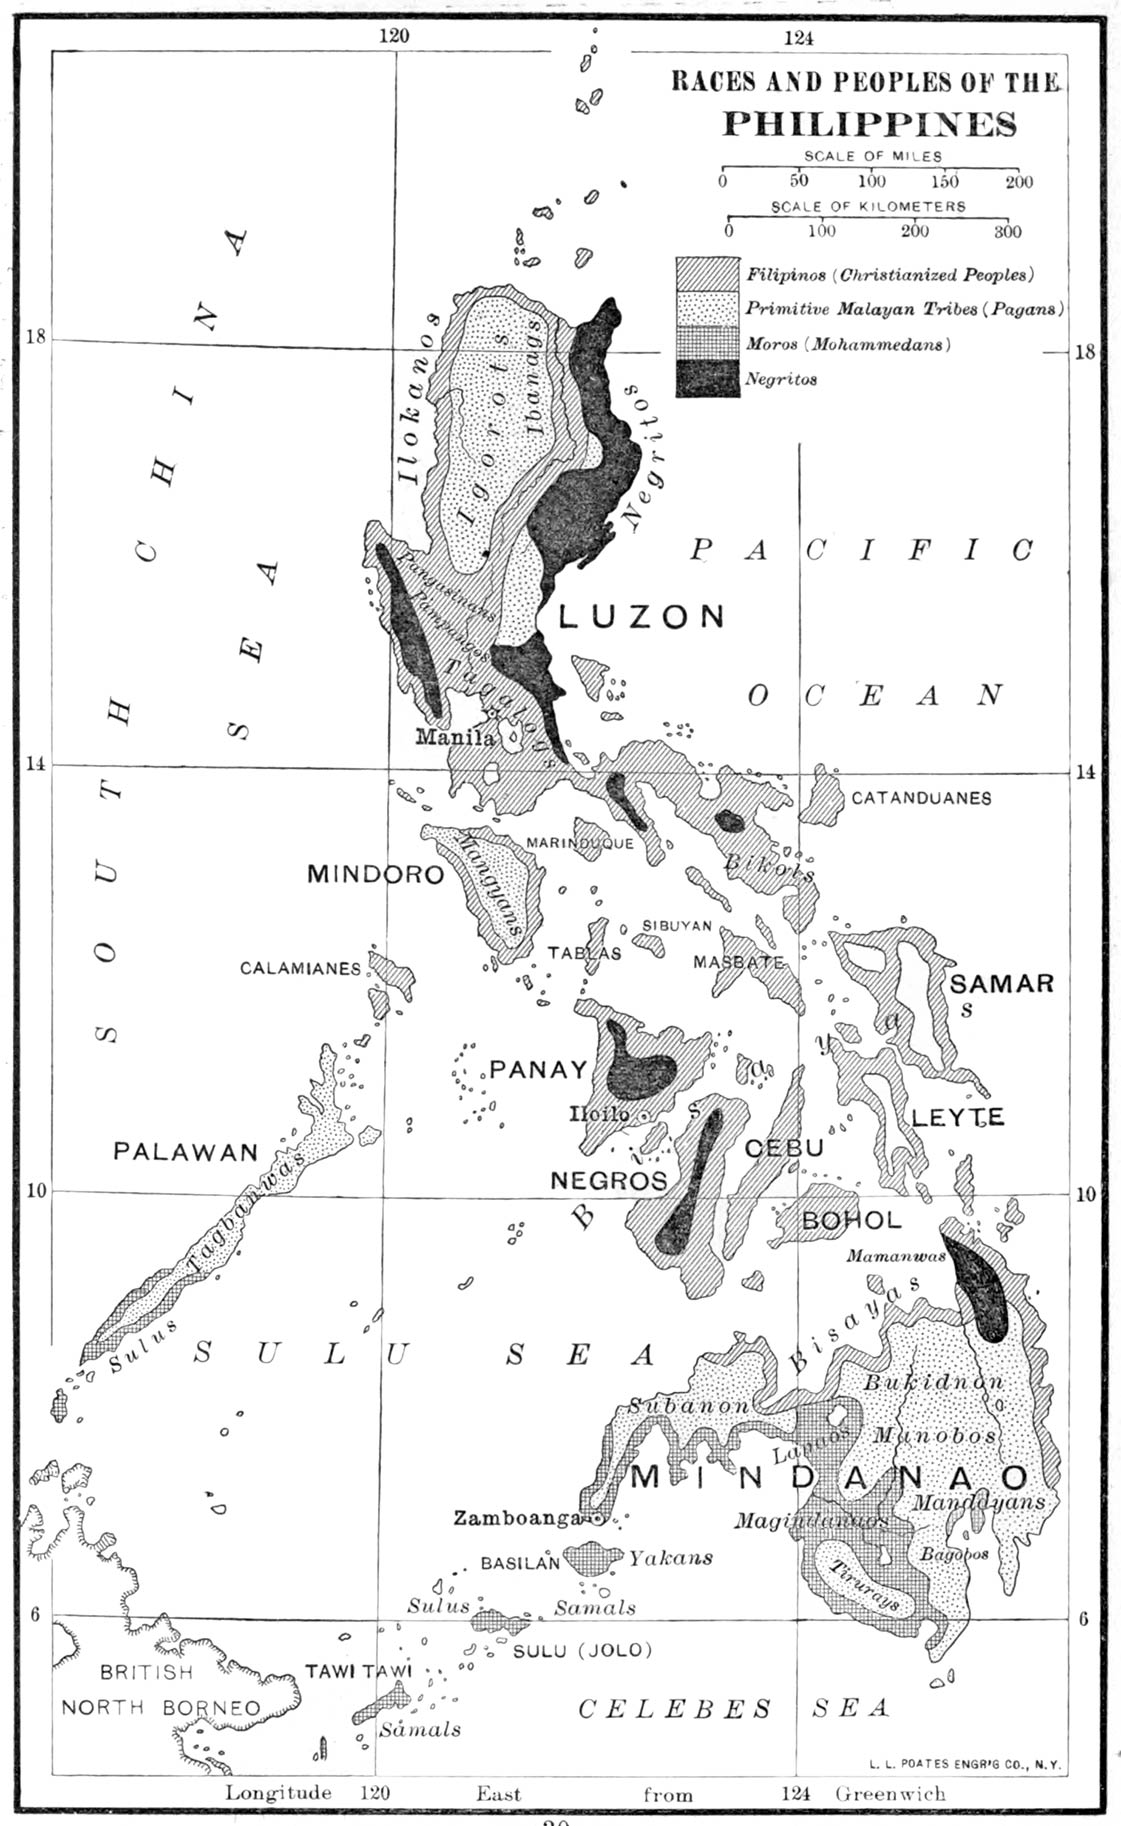 120
124
RACES AND PEOPLES OF THE
PHILIPPINES
SCALE OF MILES
0 50 100 150 200
SCALE OF KILOMETERS
0 100 200 300
Filipinos (Christianized Peoples)
Primitive Malayan Tribes (Pagans)
Moros (Mohammedans)
Negritos
18
18
SOUTH CHINA
SEA
Ilokanos
Igorots
Ibanags
Negritos
PACIFIC
OCEAN
LUZON
Pangasinans
Pampangos
Tagalogs
Manila
14
14
CATANDUANES
MARINDUQUE
Bikols
MINDORO
Mangyans
SIBUYAN
TABLAS
MASBATE
CALAMIANES
SAMAR
PANAY
Iloilo
LEYTE
PALAWAN
Tagbanwas
CEBU
NEGROS
Bisayas
10
10
BOHOL
Mamanwas
Sulus
SULU SEA
Bisayas
Bukidnon
Subanon
Lanaos
Manobos
MINDANAO
Mandayans
Zamboanga
Magindanaos
BASILAN
Yakans
Bagobos
Tirurays
Sulus
Samals
6
6
SULU (JOLO)
BRITISH
NORTH BORNEO
TAWI TAWI
Samals
CELEBES SEA
L. L. POATES ENGR'G CO., N.Y.
Longitude 120 East from 124 Greenwich